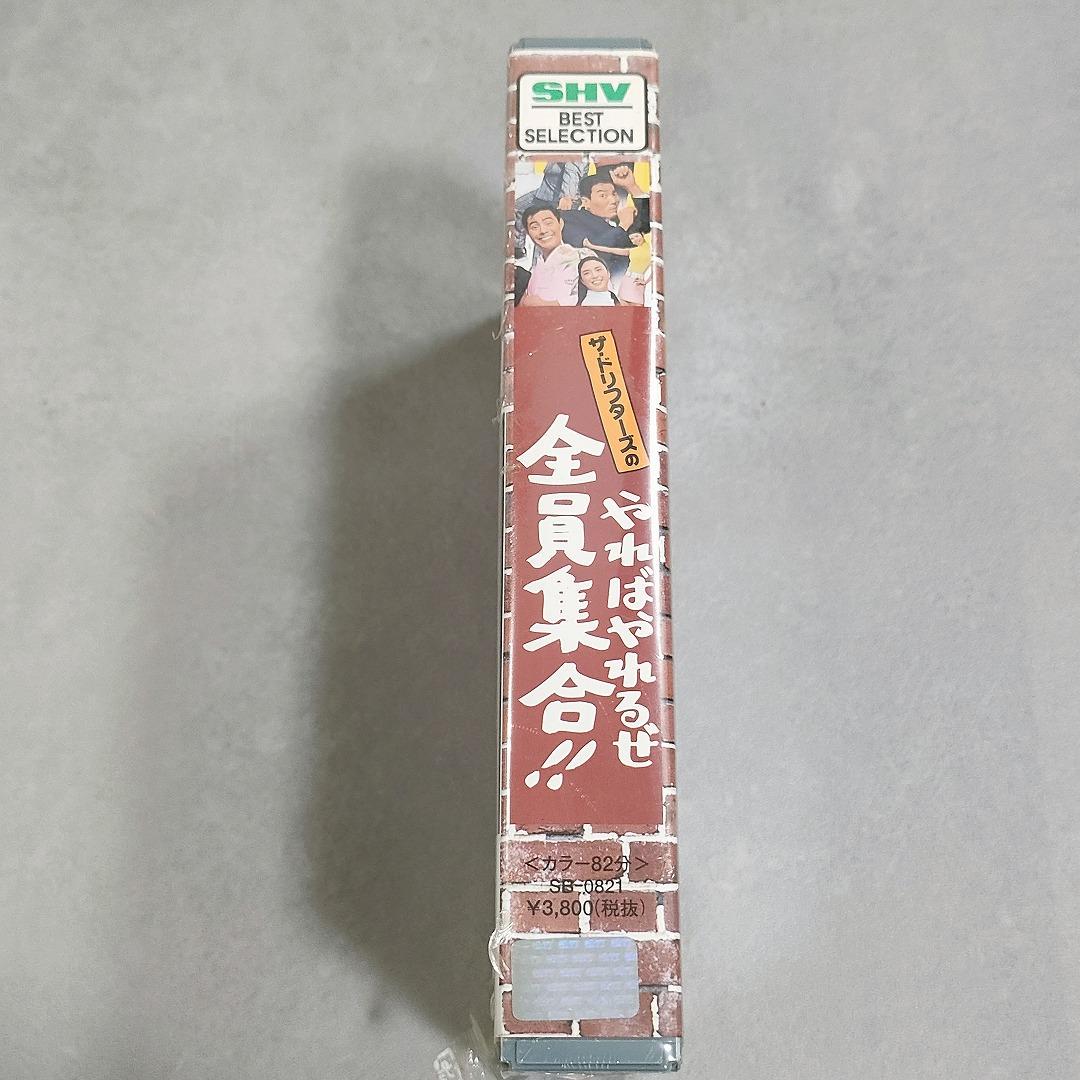 SHV
BEST
SELECTION
ザ・ドリフターズの
やればやれるぜ
全員集合!!
＜カラー82分＞
SB-0821
￥3,800(税抜)